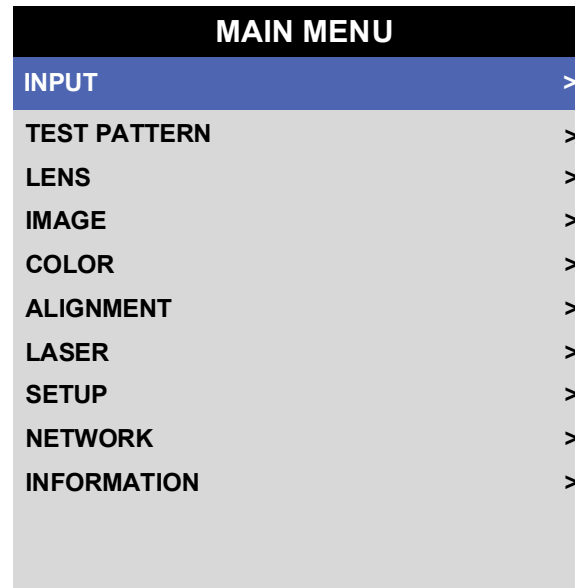 MAIN MENU
INPUT >
TEST PATTERN >
LENS >
IMAGE >
COLOR >
ALIGNMENT >
LASER >
SETUP >
NETWORK >
INFORMATION >